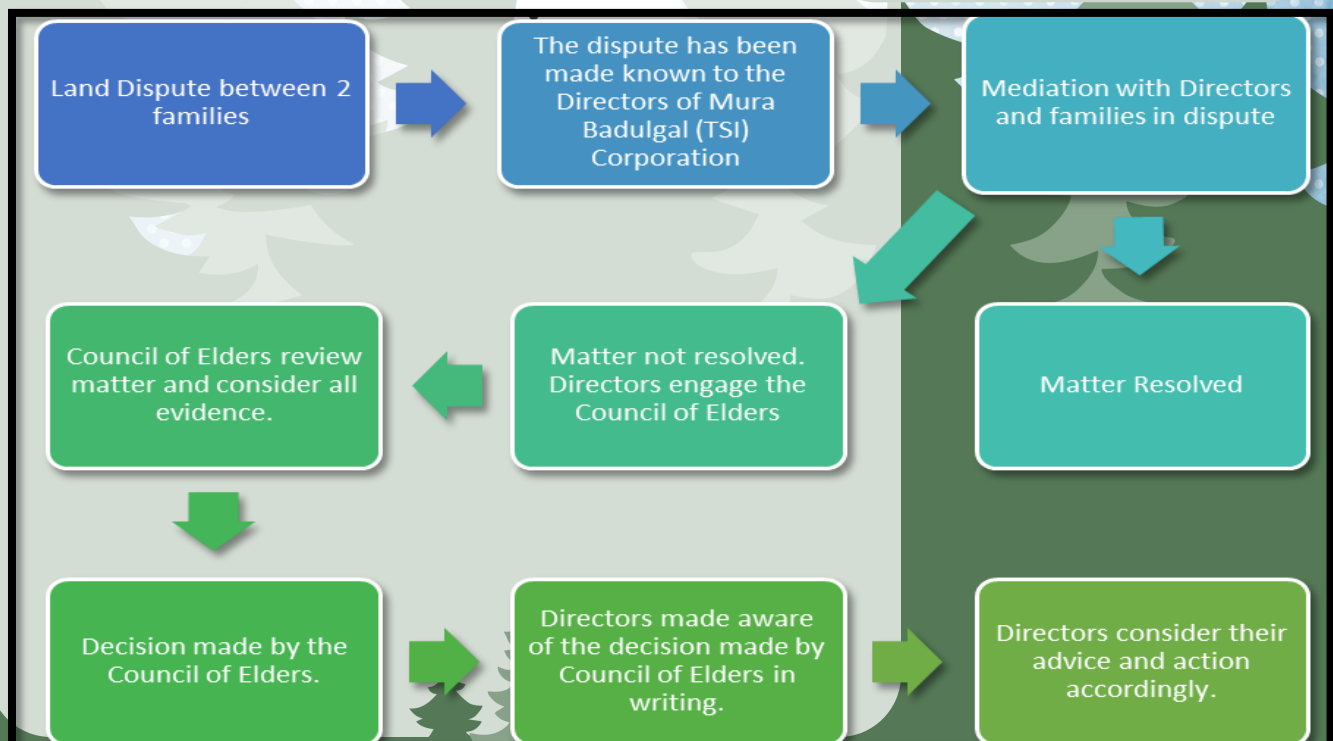 Land Dispute between 2
families
The dispute has been
made known to the
Directors of Mura
Badulgal (TSI)
Corporation
Mediation with Directors
and families in dispute
Council of Elders review
matter and consider all
evidence.
Matter not resolved.
Directors engage the
Council of Elders
Matter Resolved
Decision made by the
Council of Elders.
Directors made aware
of the decision made by
Council of Elders in
writing.
Directors consider their
advice and action
accordingly.